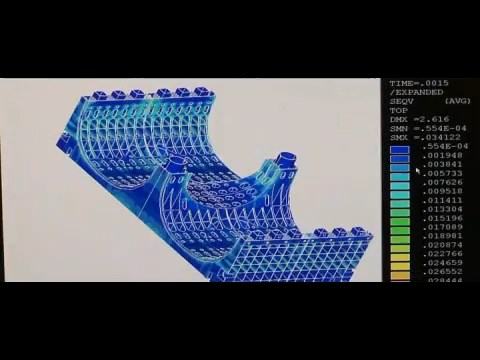 TIME=.0015
/EXPANDED
SEQV (AVG)
TOP
DMX =2.616
SMN =.554E-04
SMX =.034122
.554E-04
.001948
.003841
.005733
.007626
.009518
.011411
.013304
.015196
.017089
.018981
.020874
.022766
.024659
.026552
.028444